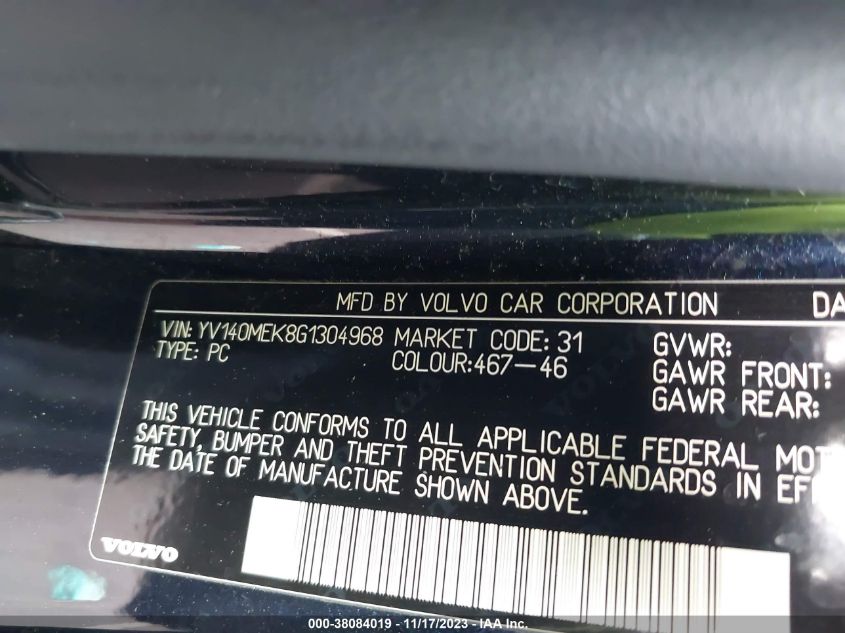 MFD BY VOLVO CAR CORPORATION
VIN: YV140MEK8G1304968 MARKET CODE: 31 GVWR:
TYPE: PC COLOUR:467-46 GAWR FRONT:
GAWR REAR:
THIS VEHICLE CONFORMS TO ALL APPLICABLE FEDERAL MOT
SAFETY, BUMPER AND THEFT PREVENTION STANDARDS IN EF
THE DATE OF MANUFACTURE SHOWN ABOVE.
VOLVO
000-38084019 - 11/17/2023 - IAA Inc.